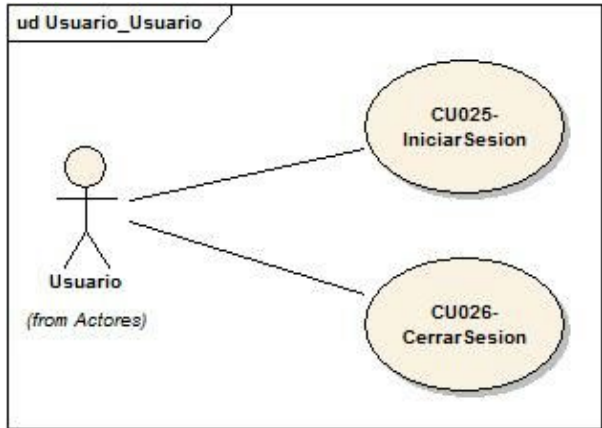 ud Usuario_Usuario
CU025-
IniciarSesion
Usuario
(from Actores)
CU026-
CerrarSesion